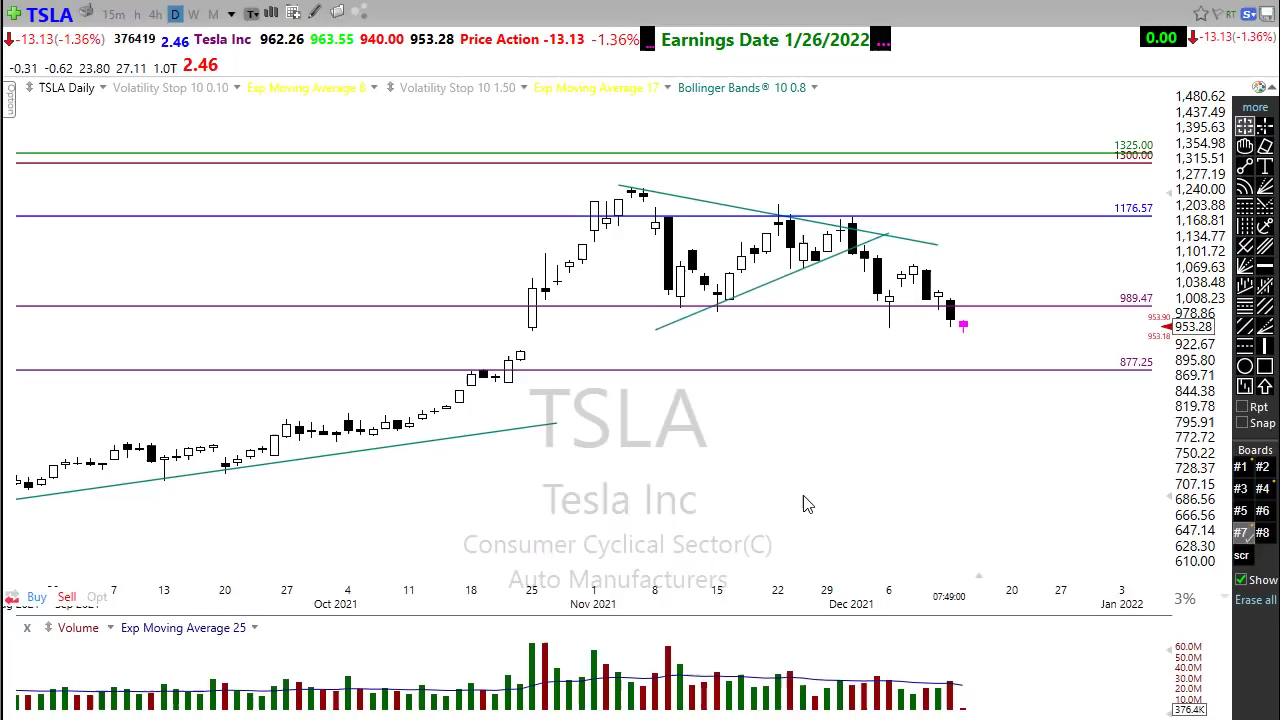 TSLA 15m h 4h D W M T
-13.13(-1.36%) 376419 2.46 Tesla Inc 962.26 963.55 940.00 953.28 Price Action -13.13 -1.36% ... Earnings Date 1/26/2022 ... 0.00 -13.13(-1.36%)
-0.31 -0.62 23.80 27.11 1.0T 2.46
Option
TSLA Daily Volatility Stop 10 0.10 Exp Moving Average 8 Volatility Stop 10 1.50 Exp Moving Average 17 Bollinger Bands® 10 0.8
RT
S
more
1,480.62
1,437.49
1,395.63
1,354.98
1,315.51
1,277.19
1,240.00
1,203.88
1,168.81
1,134.77
1,101.72
1,069.63
1,038.48
1,008.23
978.86
953.28
922.67
895.80
869.71
844.38
819.78
795.91
772.72
750.22
728.37
707.15
686.56
666.56
647.14
628.30
610.00
1325.00
1300.00
1176.57
989.47
877.25
953.90
953.18
TSLA
Tesla Inc
Consumer Cyclical Sector(C)
Auto Manufacturers
Rpt
Snap
Boards
#1 #2
#3 #4
#5 #6
#7 #8
scr
Show
Erase all
7 13 20 27 4 11 18 25 1 8 15 22 29 6 07:49:00 20 27 3
Oct 2021 Nov 2021 Dec 2021 Jan 2022
Buy Sell Opt
3%
X Volume Exp Moving Average 25
60.0M
50.0M
40.0M
30.0M
20.0M
10.0M
376.4K